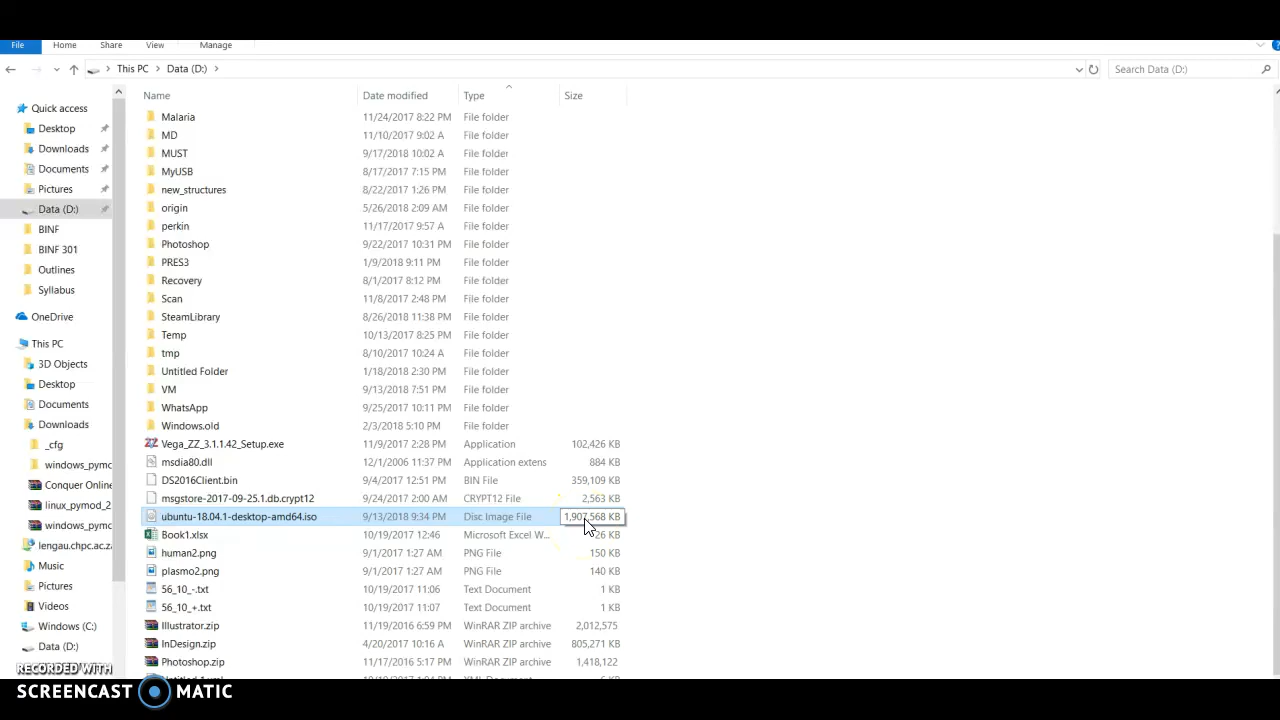 File Home Share View Manage
This PC Data (D:) Search Data (D:)
Name Date modified Type Size
Quick access
Desktop
Downloads
Documents
Pictures
Data (D:)
BINF
BINF 301
Outlines
Syllabus
OneDrive
This PC
3D Objects
Desktop
Documents
Downloads
_cfg
windows_pymc
Conquer Online
linux_pymod_2
windows_pymc
lengau.chpc.ac.za
Music
Pictures
Videos
Windows (C:)
Data (D:)
Malaria 11/24/2017 8:22 PM File folder
MD 11/10/2017 9:02 A File folder
MUST 9/17/2018 10:02 A File folder
MyUSB 8/17/2017 7:15 PM File folder
new_structures 8/22/2017 1:26 PM File folder
origin 5/26/2018 2:09 AM File folder
perkin 11/17/2017 9:57 A File folder
Photoshop 9/22/2017 10:31 PM File folder
PRES3 1/9/2018 9:11 PM File folder
Recovery 8/1/2017 8:12 PM File folder
Scan 11/8/2017 2:48 PM File folder
SteamLibrary 8/26/2018 11:38 PM File folder
Temp 10/13/2017 8:25 PM File folder
tmp 8/10/2017 10:24 A File folder
Untitled Folder 1/18/2018 2:30 PM File folder
VM 9/13/2018 7:51 PM File folder
WhatsApp 9/25/2017 10:11 PM File folder
Windows.old 2/3/2018 5:10 PM File folder
Vega_ZZ_3.1.1.42_Setup.exe 11/9/2017 2:28 PM Application 102,426 KB
msdia80.dll 12/1/2006 11:37 PM Application extens 884 KB
DS2016Client.bin 9/4/2017 12:51 PM BIN File 359,109 KB
msgstore-2017-09-25.1.db.crypt12 9/24/2017 2:00 AM CRYPT12 File 2,563 KB
ubuntu-18.04.1-desktop-amd64.iso 9/13/2018 9:34 PM Disc Image File 1,907,568 KB
Book1.xlsx 10/19/2017 12:46 Microsoft Excel W... 26 KB
human2.png 9/1/2017 1:27 AM PNG File 150 KB
plasmo2.png 9/1/2017 1:27 AM PNG File 140 KB
56_10_-.txt 10/19/2017 11:06 Text Document 1 KB
56_10_+.txt 10/19/2017 11:07 Text Document 1 KB
Illustrator.zip 11/19/2016 6:59 PM WinRAR ZIP archive 2,012,575
InDesign.zip 4/20/2017 10:16 A WinRAR ZIP archive 805,271 KB
Photoshop.zip 11/17/2016 5:17 PM WinRAR ZIP archive 1,418,122
RECORDED WITH
SCREENCAST MATIC